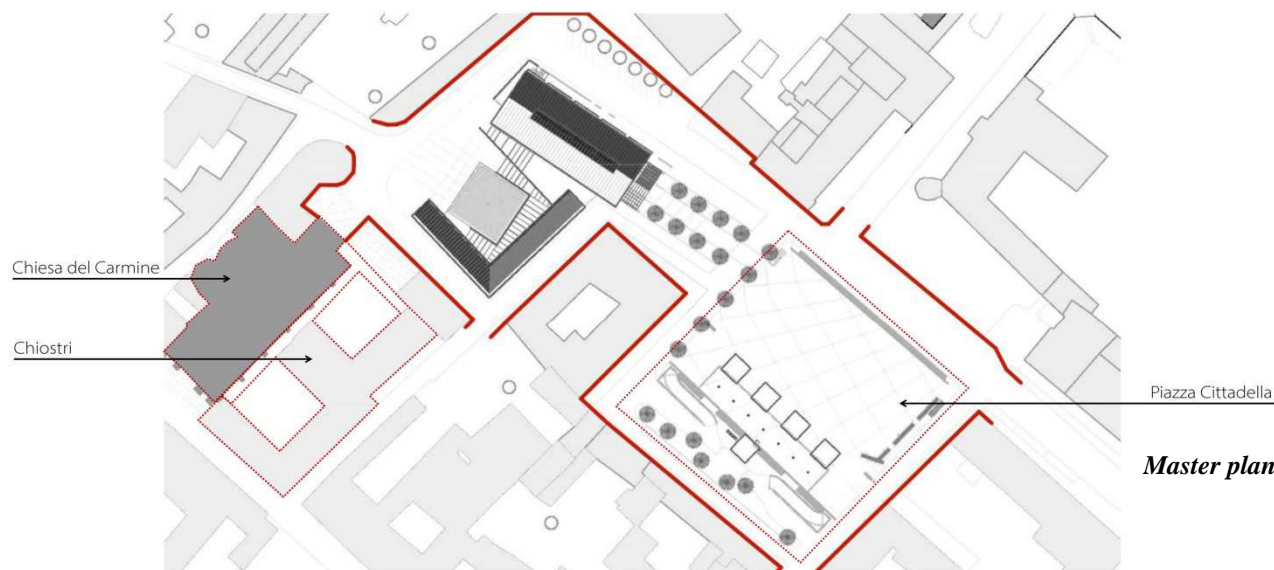 Chiesa del Carmine
Chiostri
Piazza Cittadella
Master plan